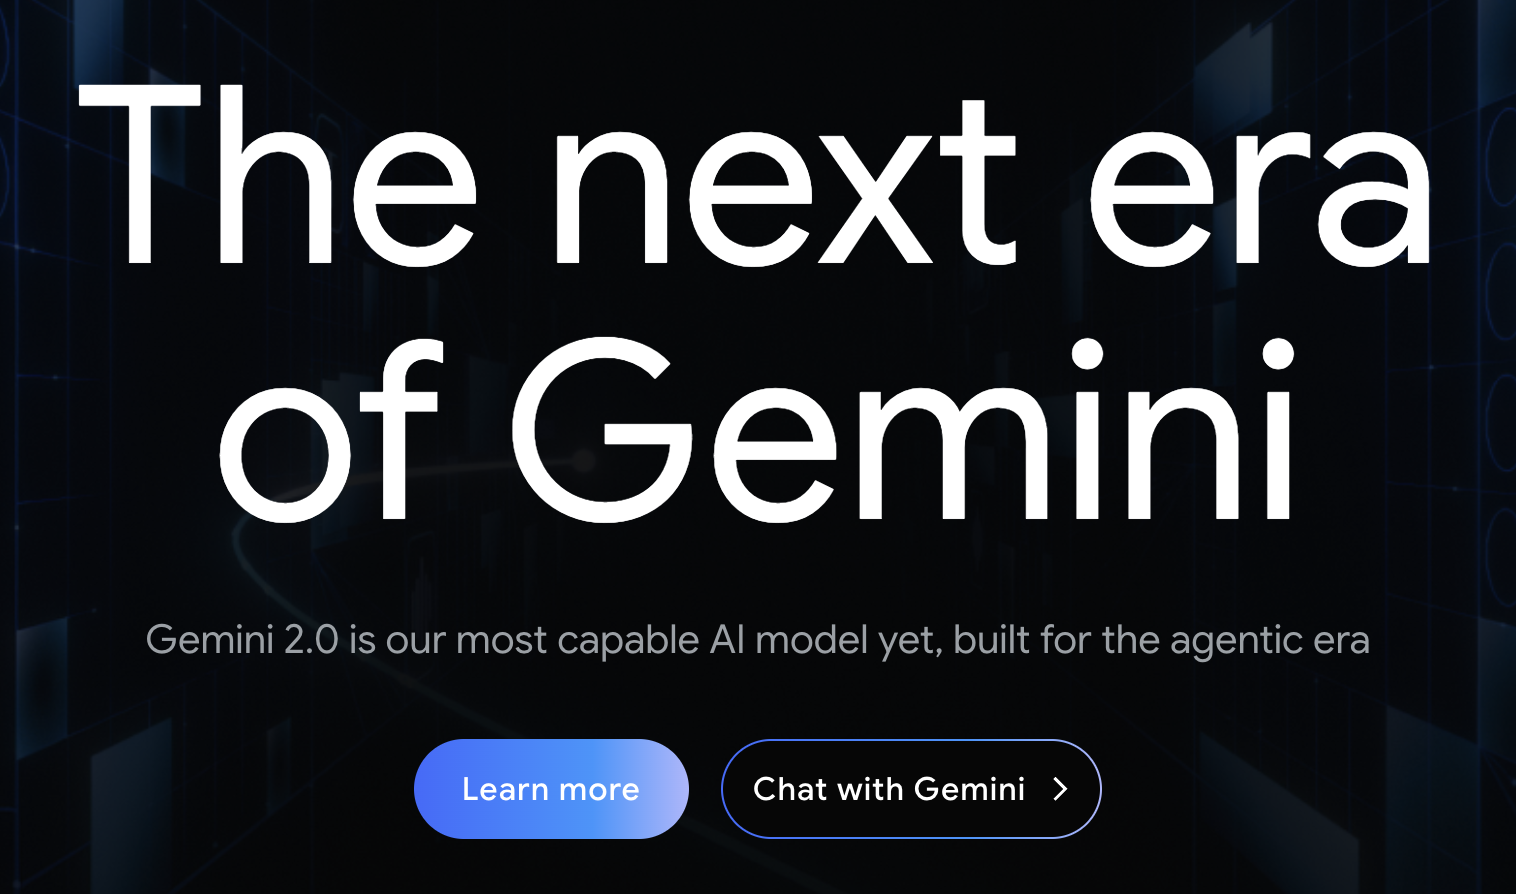 The next era
of Gemini
Gemini 2.0 is our most capable AI model yet, built for the agentic era
Learn more
Chat with Gemini